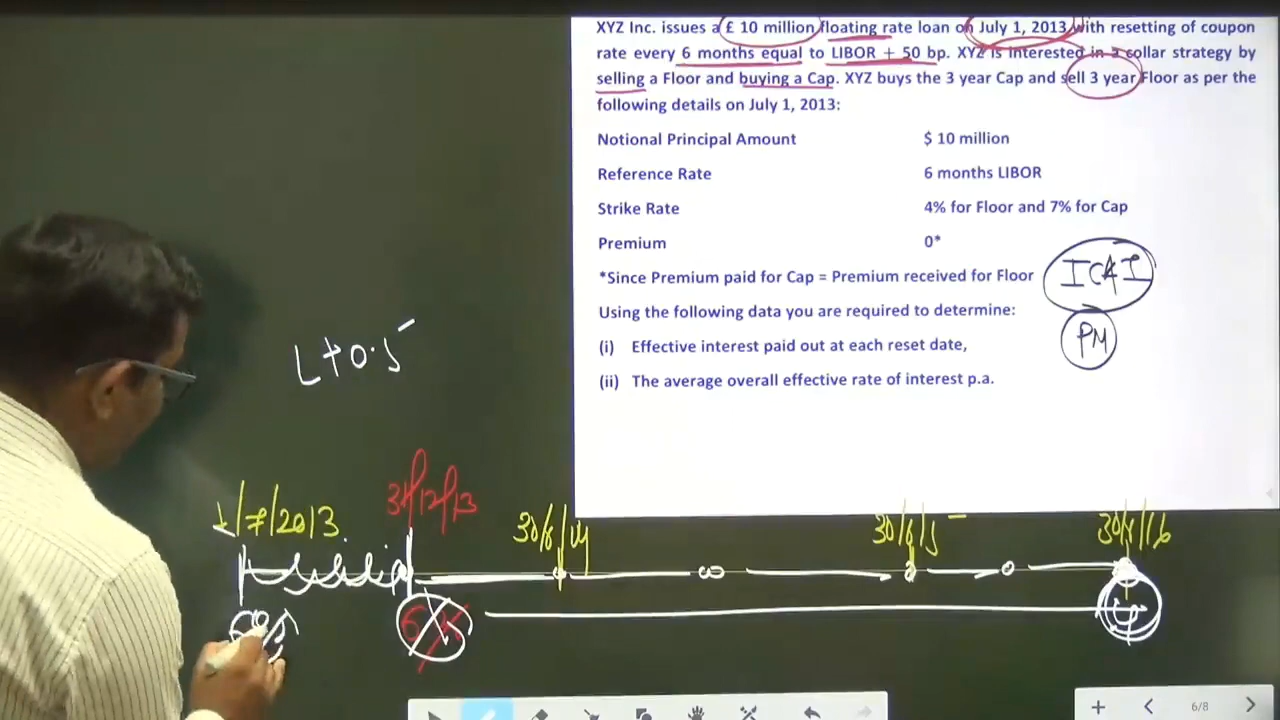 XYZ Inc. issues a £ 10 million floating rate loan on July 1, 2013 with resetting of coupon
rate every 6 months equal to LIBOR + 50 bp. XYZ is interested in a collar strategy by
selling a Floor and buying a Cap. XYZ buys the 3 year Cap and sell 3 year Floor as per the
following details on July 1, 2013:
Notional Principal Amount $ 10 million
Reference Rate 6 months LIBOR
Strike Rate 4% for Floor and 7% for Cap
Premium 0*
*Since Premium paid for Cap = Premium received for Floor
ICAI
Using the following data you are required to determine:
PM
(i) Effective interest paid out at each reset date,
(ii) The average overall effective rate of interest p.a.
L+0.5
1/7/2013 31/12/13 30/6/14 30/6/15 30/6/16
6/8